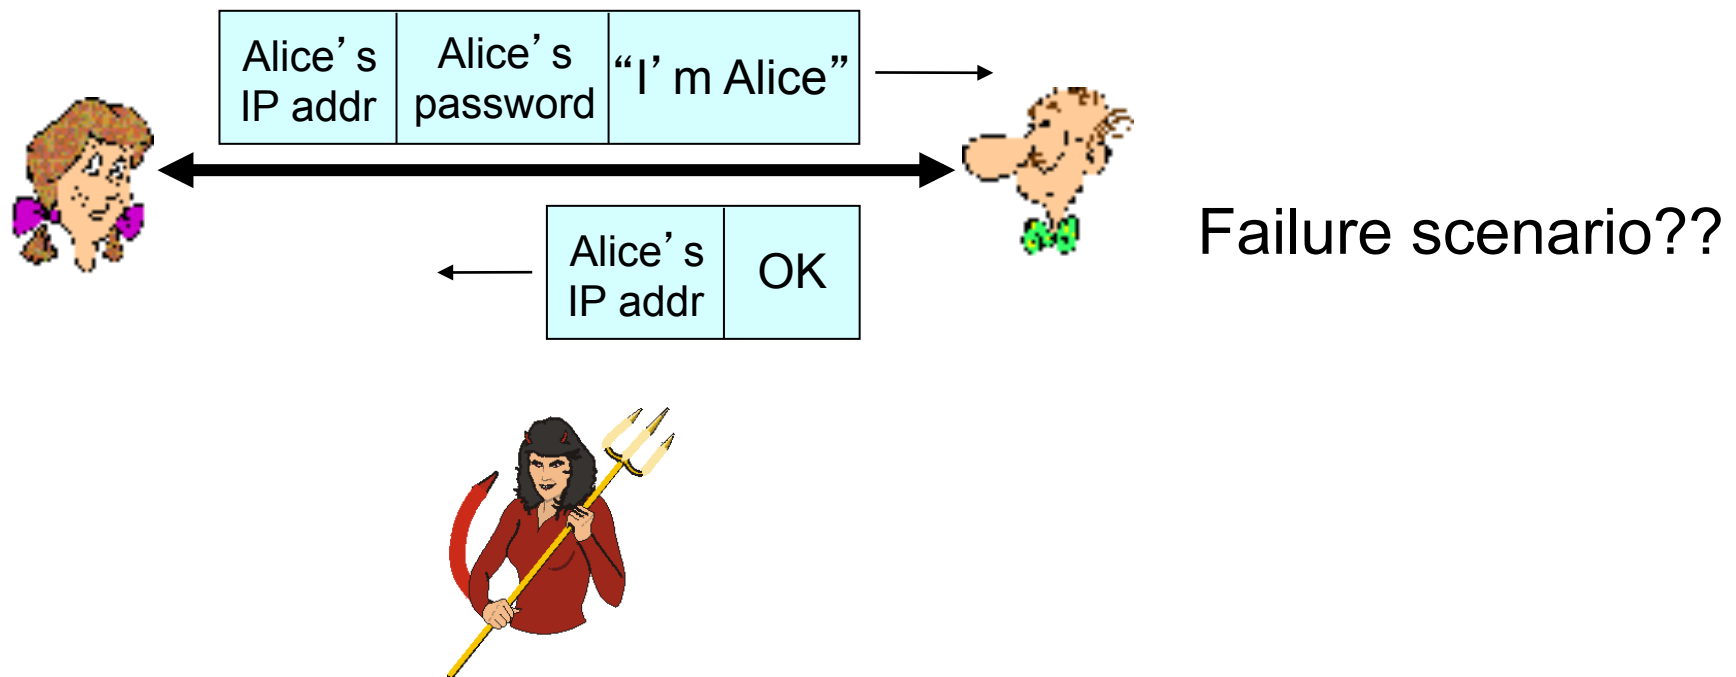 Alice’s
IP addr
Alice’s
password
“I’m Alice”
Failure scenario??
Alice’s
IP addr
OK